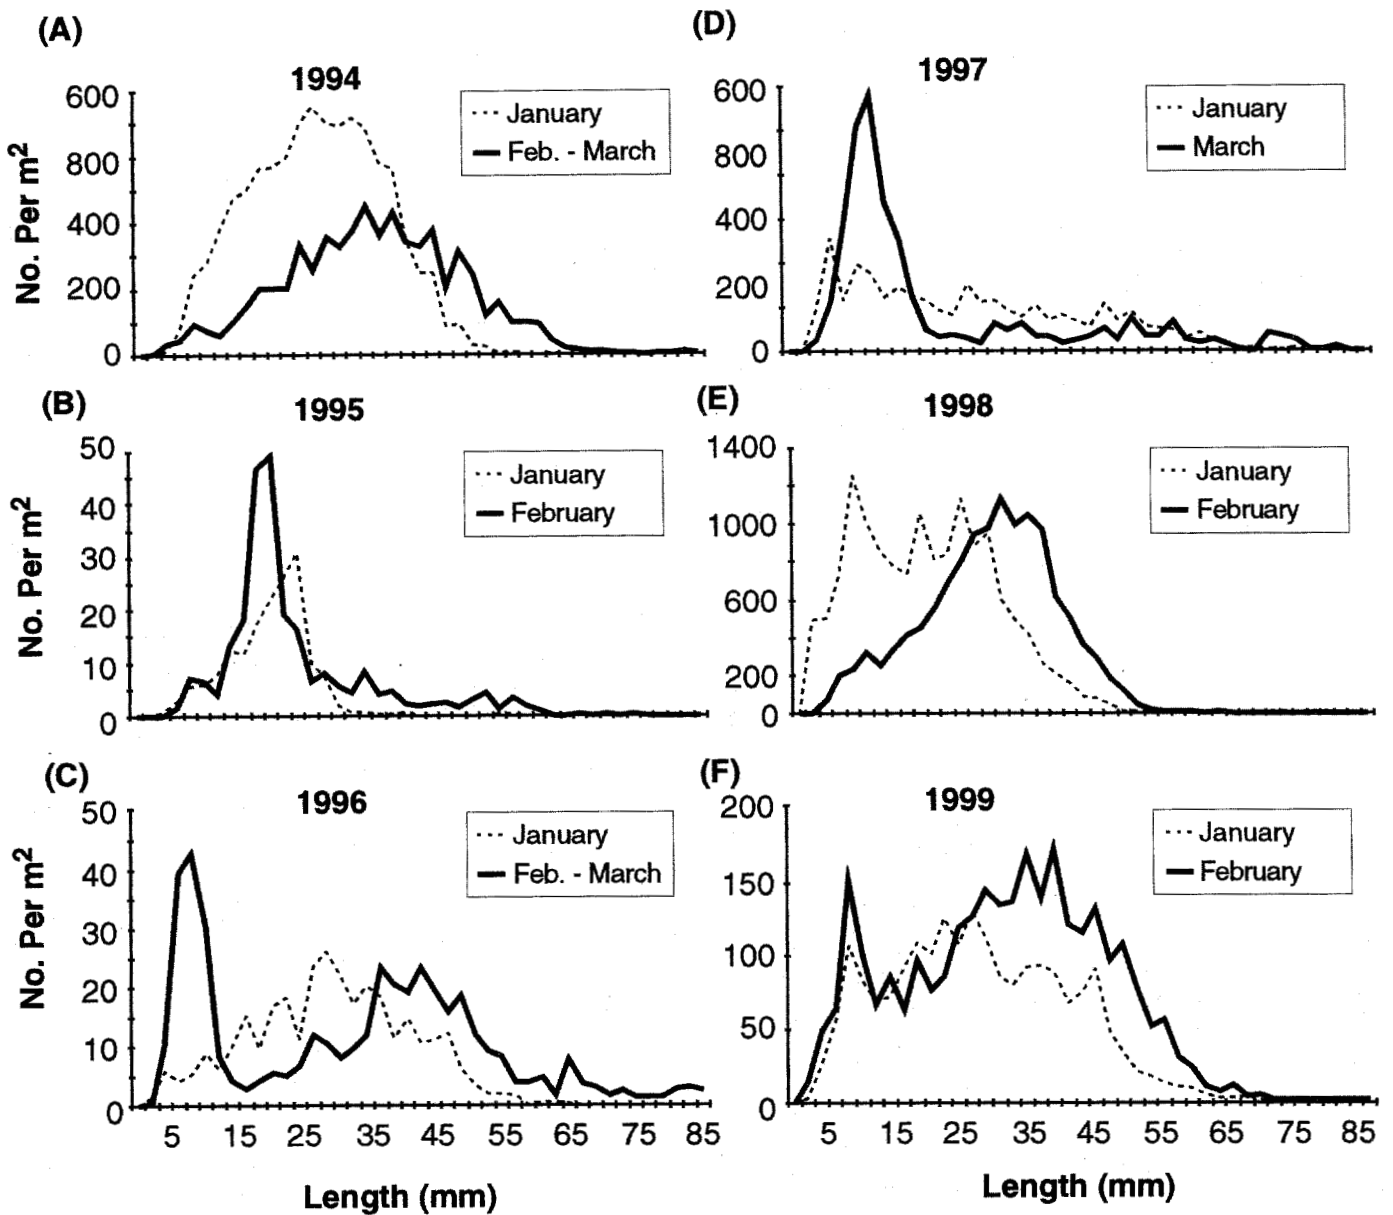 (A)
1994
No. Per m2
600
800
400
200
0
January
Feb. - March
(D)
1997
600
800
400
200
0
January
March
(B)
1995
No. Per m2
50
40
30
20
10
0
January
February
(E)
1998
1400
1000
600
200
0
January
February
(C)
1996
No. Per m2
50
40
30
20
10
0
January
Feb. - March
5 15 25 35 45 55 65 75 85
Length (mm)
(F)
1999
200
150
100
50
0
January
February
5 15 25 35 45 55 65 75 85
Length (mm)